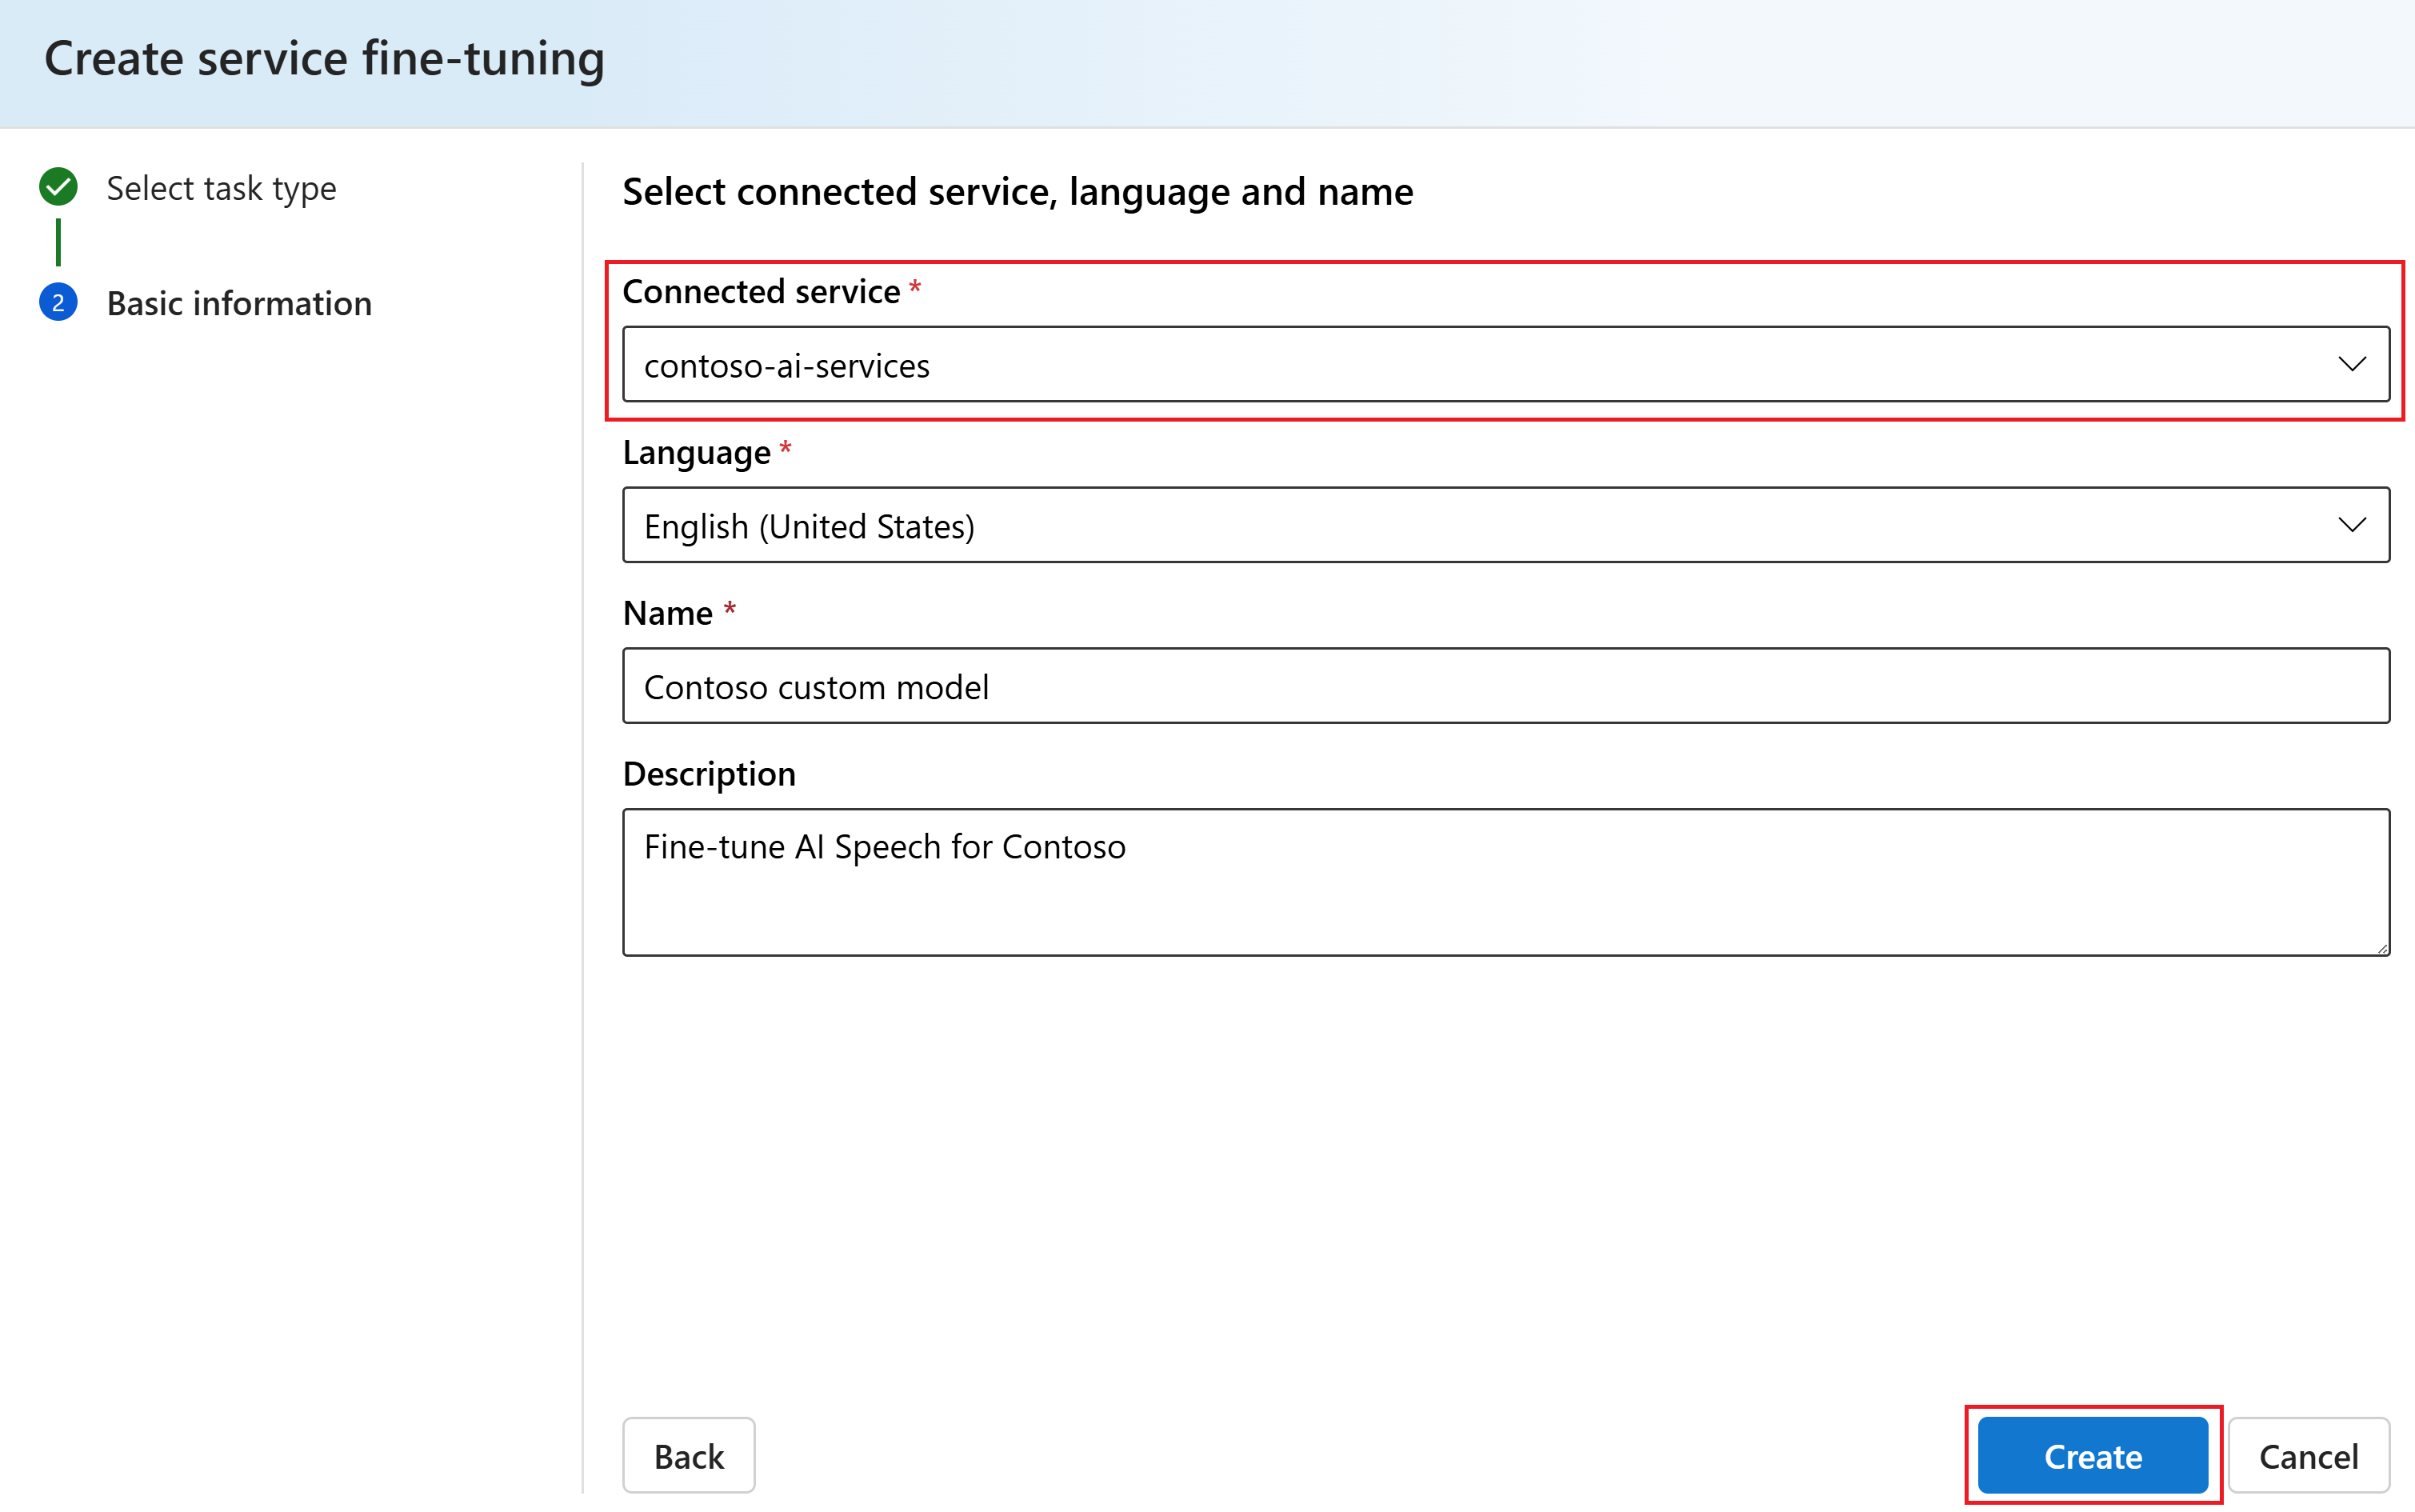 Create service fine-tuning
Select task type
2 Basic information
Select connected service, language and name
Connected service *
contoso-ai-services
Language *
English (United States)
Name *
Contoso custom model
Description
Fine-tune AI Speech for Contoso
Back
Create
Cancel